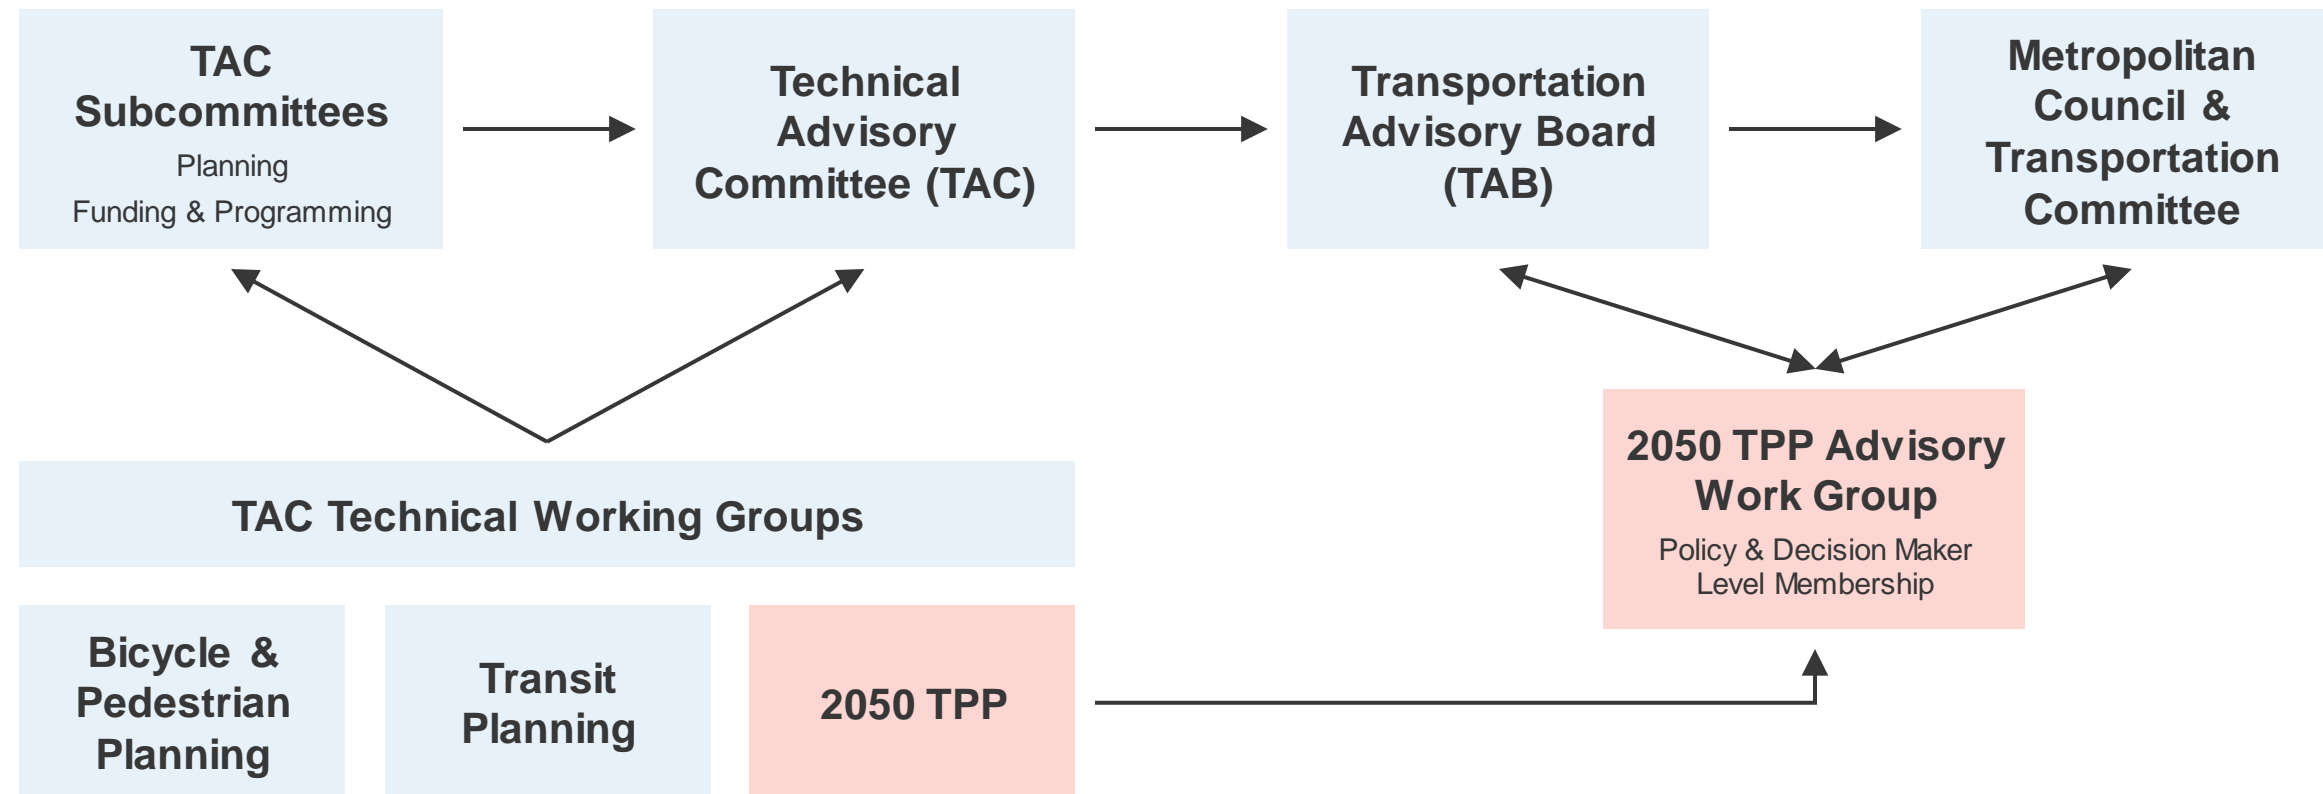 TAC
Subcommittees
Planning
Funding & Programming
Technical
Advisory
Committee (TAC)
Transportation
Advisory Board
(TAB)
Metropolitan
Council &
Transportation
Committee
2050 TPP Advisory
Work Group
Policy & Decision Maker
Level Membership
TAC Technical Working Groups
Bicycle &
Pedestrian
Planning
Transit
Planning
2050 TPP